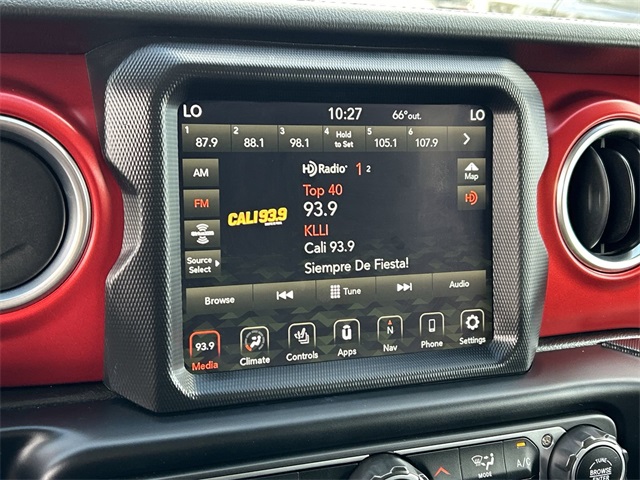 LO 10:27 66°out. LO
1 87.9 2 88.1 3 98.1 4 Hold to Set 5 105.1 6 107.9
AM
HD Radio 1 2
Map
Top 40
FM
93.9
HD
CALI 93.9
KLLI
Cali 93.9
Source Select
Siempre De Fiesta!
Browse Tune Audio
93.9 N
Media Climate Controls Apps Nav Phone Settings
MODE A/C
TUNE
BROWSE
ENTER